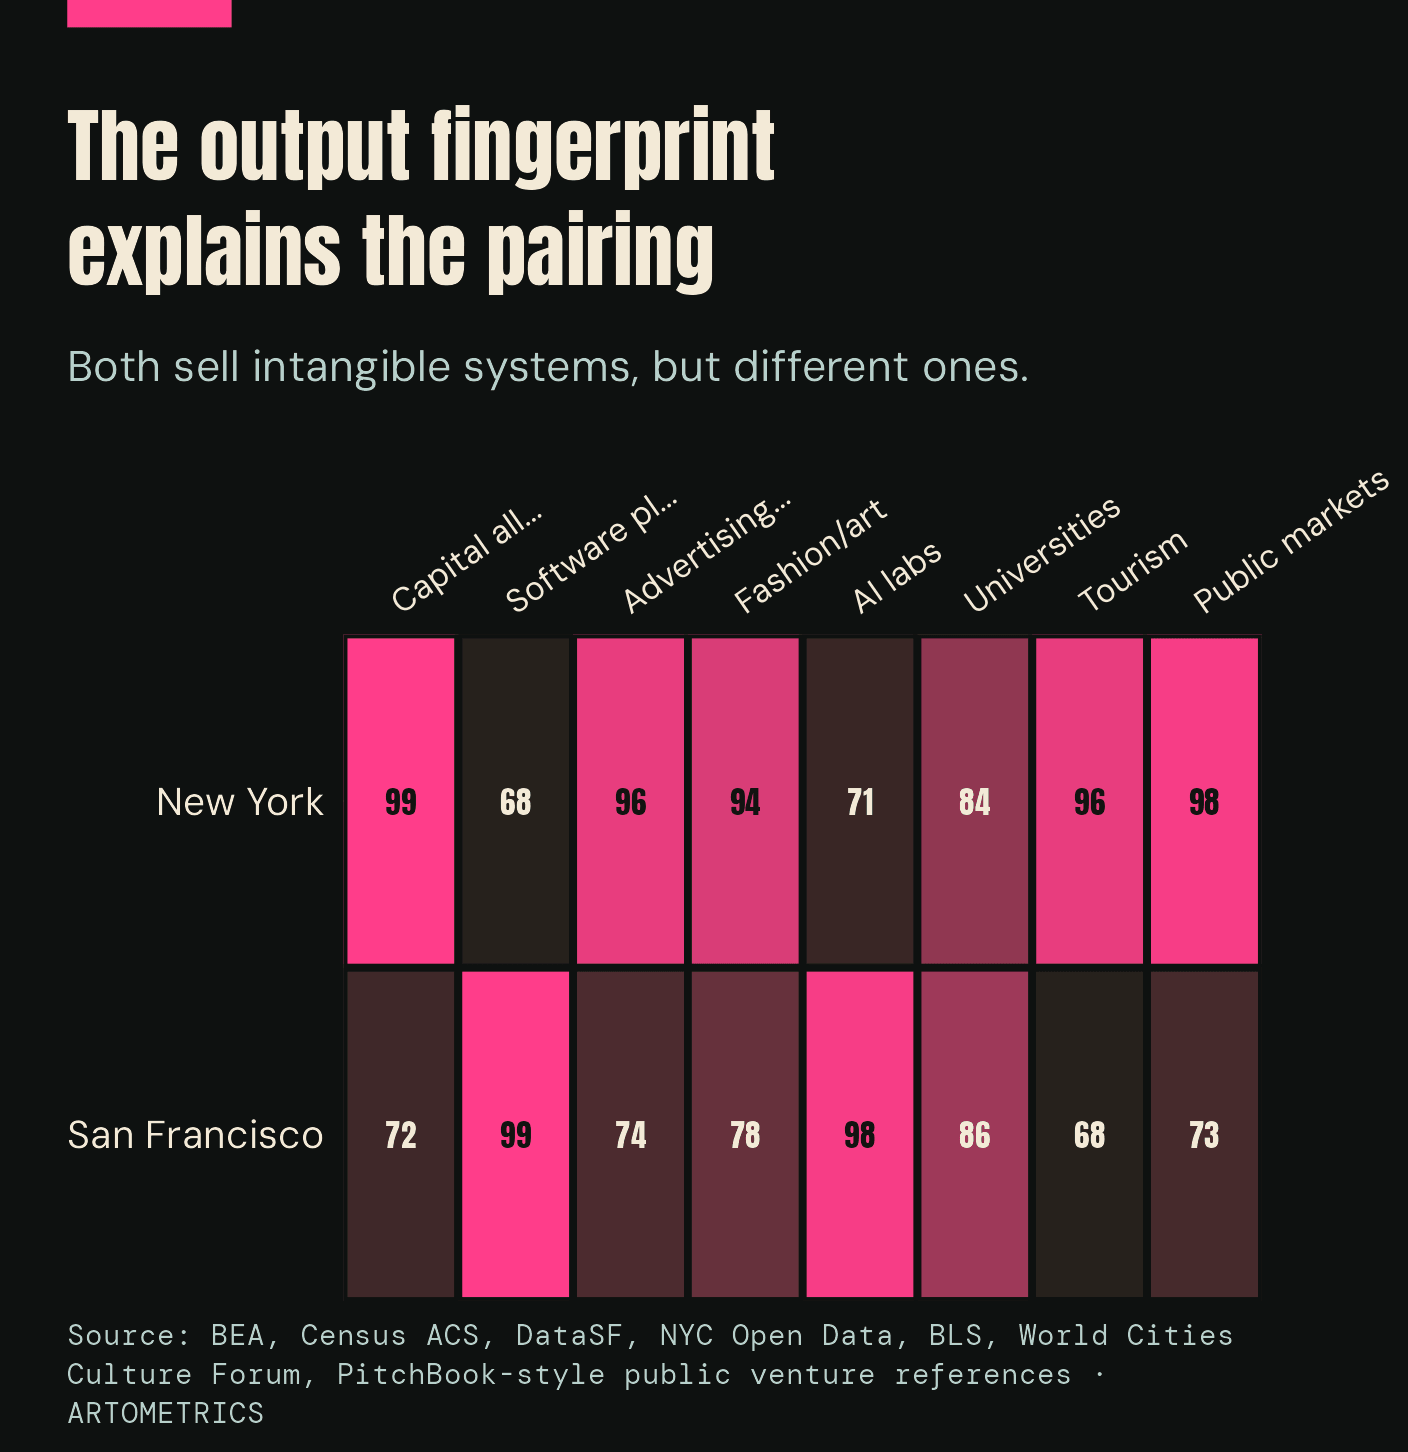 The output fingerprint
explains the pairing
Both sell intangible systems, but different ones.
Capital all...
Software pl...
Advertising...
Fashion/art
AI labs
Universities
Tourism
Public markets
New York 99 68 96 94 71 84 96 98
San Francisco 72 99 74 78 98 86 68 73
Source: BEA, Census ACS, DataSF, NYC Open Data, BLS, World Cities
Culture Forum, PitchBook-style public venture references ·
ARTOMETRICS